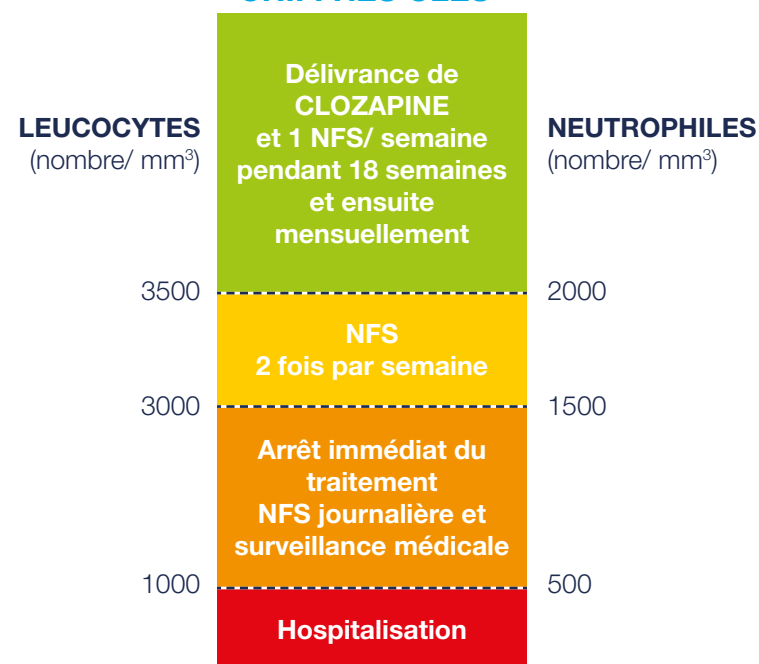 Délivrance de
CLOZAPINE
et 1 NFS/ semaine
pendant 18 semaines
et ensuite
mensuellement
LEUCOCYTES
(nombre/ mm³)
NEUTROPHILES
(nombre/ mm³)
3500
2000
NFS
2 fois par semaine
3000
1500
Arrêt immédiat du
traitement
NFS journalière et
surveillance médicale
1000
500
Hospitalisation